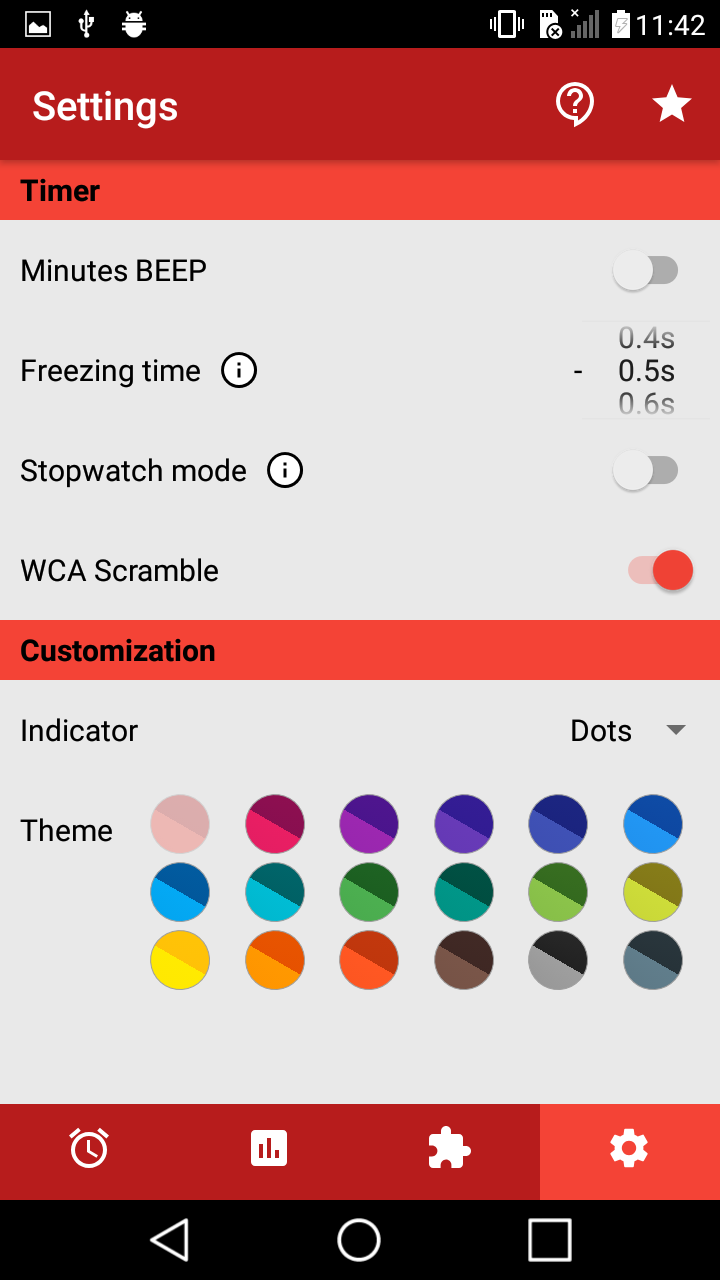 11:42
Settings
Timer
Minutes BEEP
0.4s
Freezing time - 0.5s
0.6s
Stopwatch mode
WCA Scramble
Customization
Indicator Dots
Theme